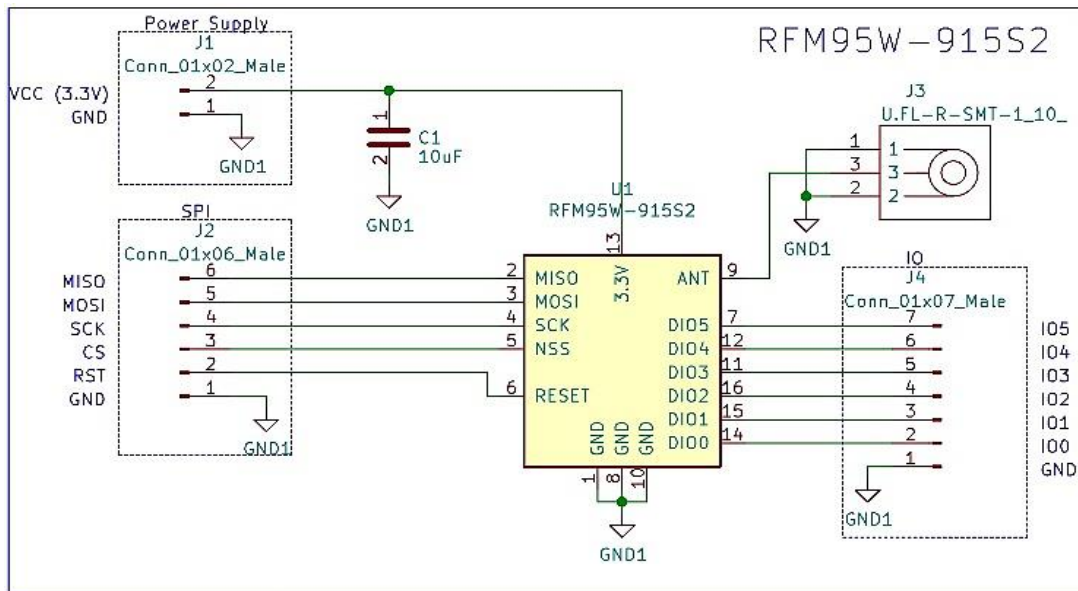 Power Supply
J1
Conn_01x02_Male
VCC (3.3V)
2
GND
1
GND1
1
C1
10uF
2
GND1
RFM95W-915S2
J3
U.FL-R-SMT-1_10_
1
1
3
3
2
2
GND1
SPI
J2
Conn_01x06_Male
MISO
6
MOSI
5
SCK
4
CS
3
RST
2
GND
1
GND1
U1
RFM95W-915S2
13
3.3V
2 MISO
3 MOSI
4 SCK
5 NSS
6 RESET
ANT 9
DIO5 7
DIO4 12
DIO3 11
DIO2 16
DIO1 15
DIO0 14
GND GND GND
1 8 10
GND1
IO
J4
Conn_01x07_Male
7 IO5
6 IO4
5 IO3
4 IO2
3 IO1
2 IO0
1 GND
GND1